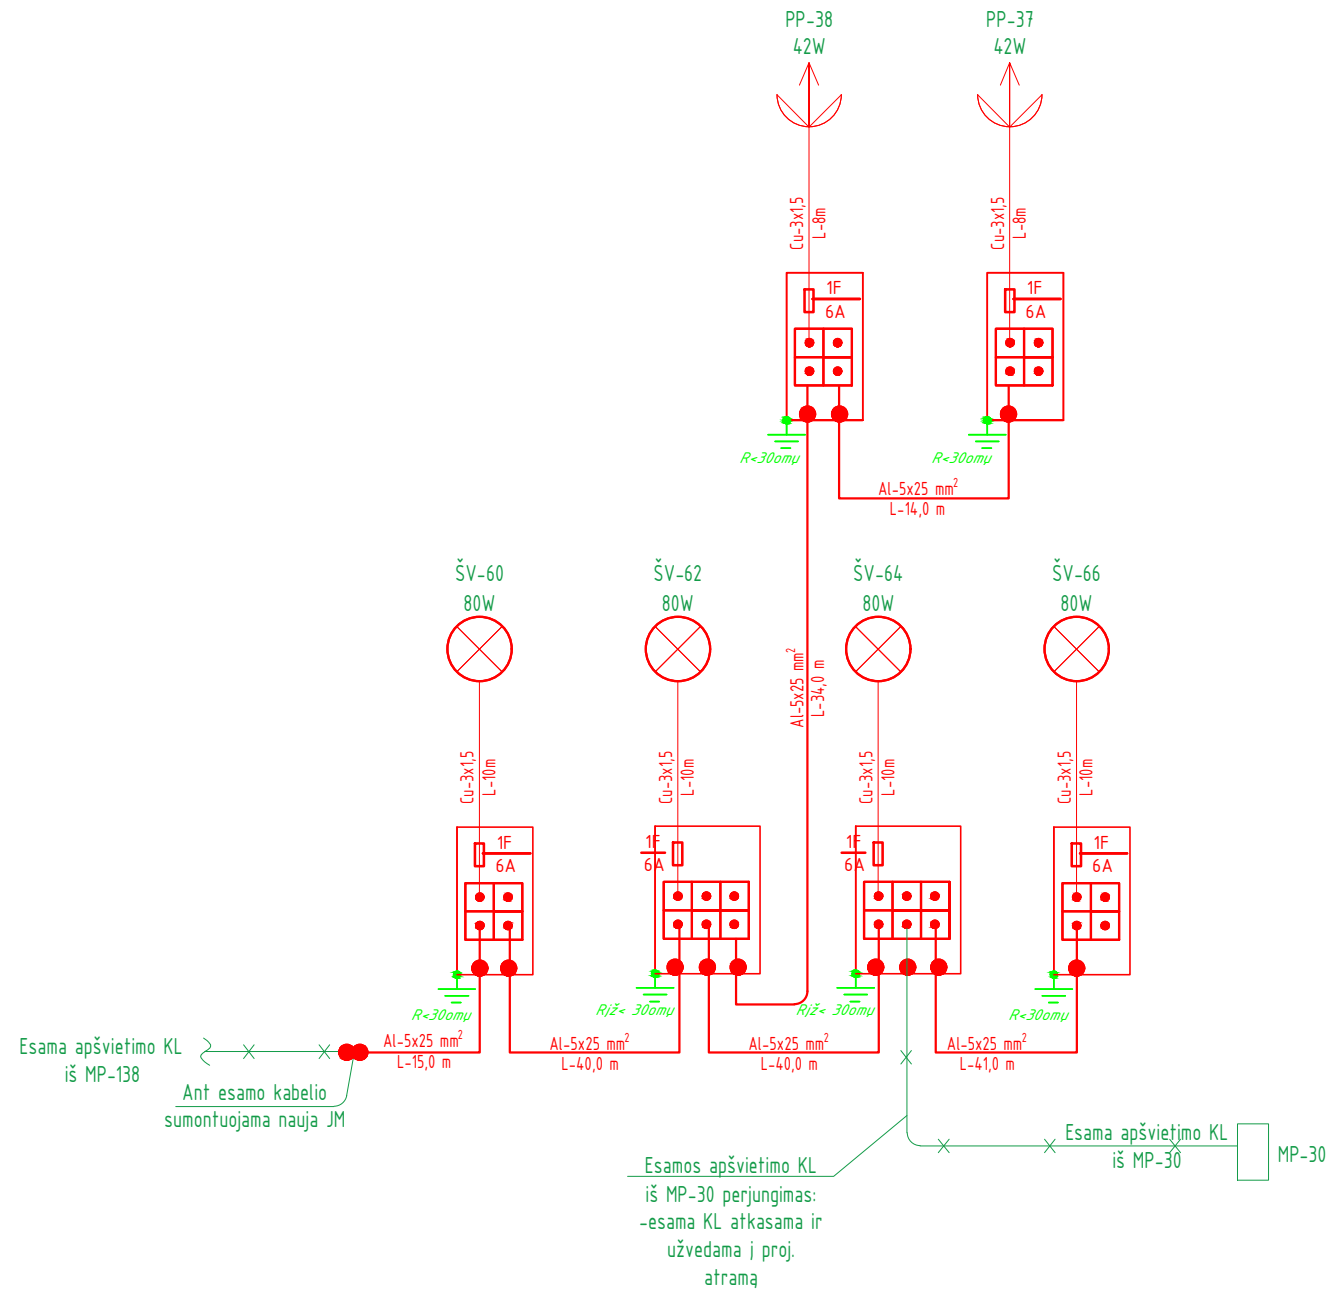 PP-38
42W
PP-37
42W
Cu-3x1,5
L-8m
Cu-3x1,5
L-8m
1F
6A
1F
6A
R<30omų
R<30omų
Al-5x25 mm²
L-14,0 m
ŠV-60
80W
ŠV-62
80W
ŠV-64
80W
ŠV-66
80W
Al-5x25 mm²
L-34,0 m
Cu-3x1,5
L-10m
Cu-3x1,5
L-10m
Cu-3x1,5
L-10m
Cu-3x1,5
L-10m
1F
6A
1F
6A
1F
6A
1F
6A
R<30omų
Rįž< 30omų
Rįž< 30omų
R<30omų
Esama apšvietimo KL
iš MP-138
Al-5x25 mm²
L-15,0 m
Al-5x25 mm²
L-40,0 m
Al-5x25 mm²
L-40,0 m
Al-5x25 mm²
L-41,0 m
Ant esamo kabelio
sumontuojama nauja JM
Esama apšvietimo KL
iš MP-30
MP-30
Esamos apšvietimo KL
iš MP-30 perjungimas:
-esama KL atkasama ir
užvedama į proj.
atramą